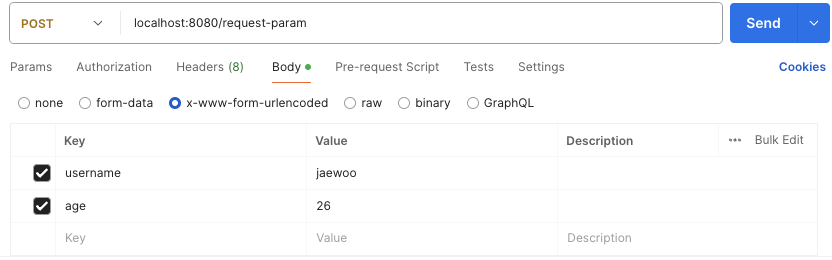 POST localhost:8080/request-param Send
Params Authorization Headers (8) Body Pre-request Script Tests Settings Cookies
none form-data x-www-form-urlencoded raw binary GraphQL
Key Value Description ••• Bulk Edit
username jaewoo
age 26
Key Value Description